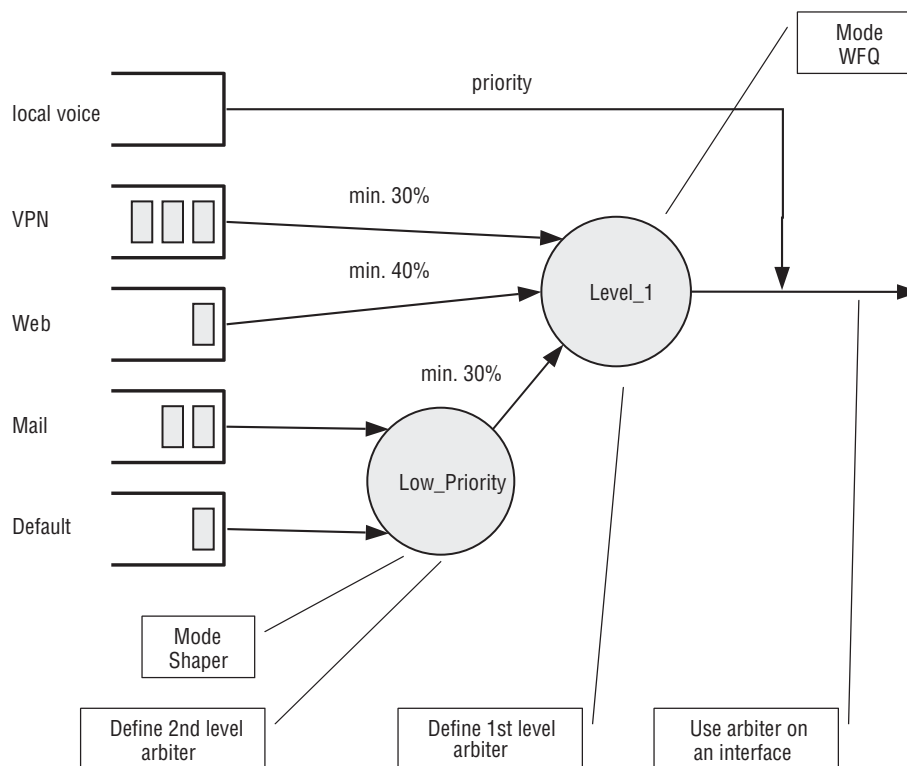 Mode
WFQ
priority
local voice
min. 30%
VPN
min. 40%
Web
Level_1
min. 30%
Mail
Low_Priority
Default
Mode
Shaper
Define 2nd level
arbiter
Define 1st level
arbiter
Use arbiter on
an interface